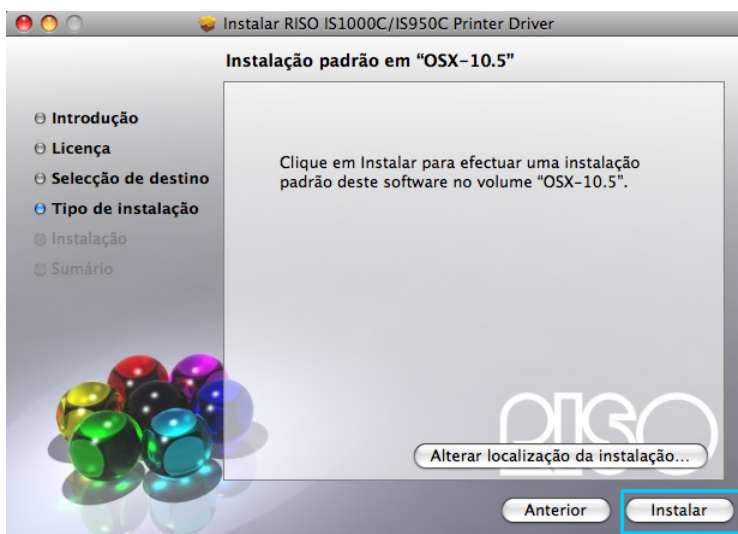 Instalar RISO IS1000C/IS950C Printer Driver
Instalação padrão em “OSX-10.5”
Introdução
Licença
Selecção de destino
Tipo de instalação
Instalação
Sumário
Clique em Instalar para efectuar uma instalação
padrão deste software no volume “OSX-10.5”.
RISO
Alterar localização da instalação...
Anterior
Instalar